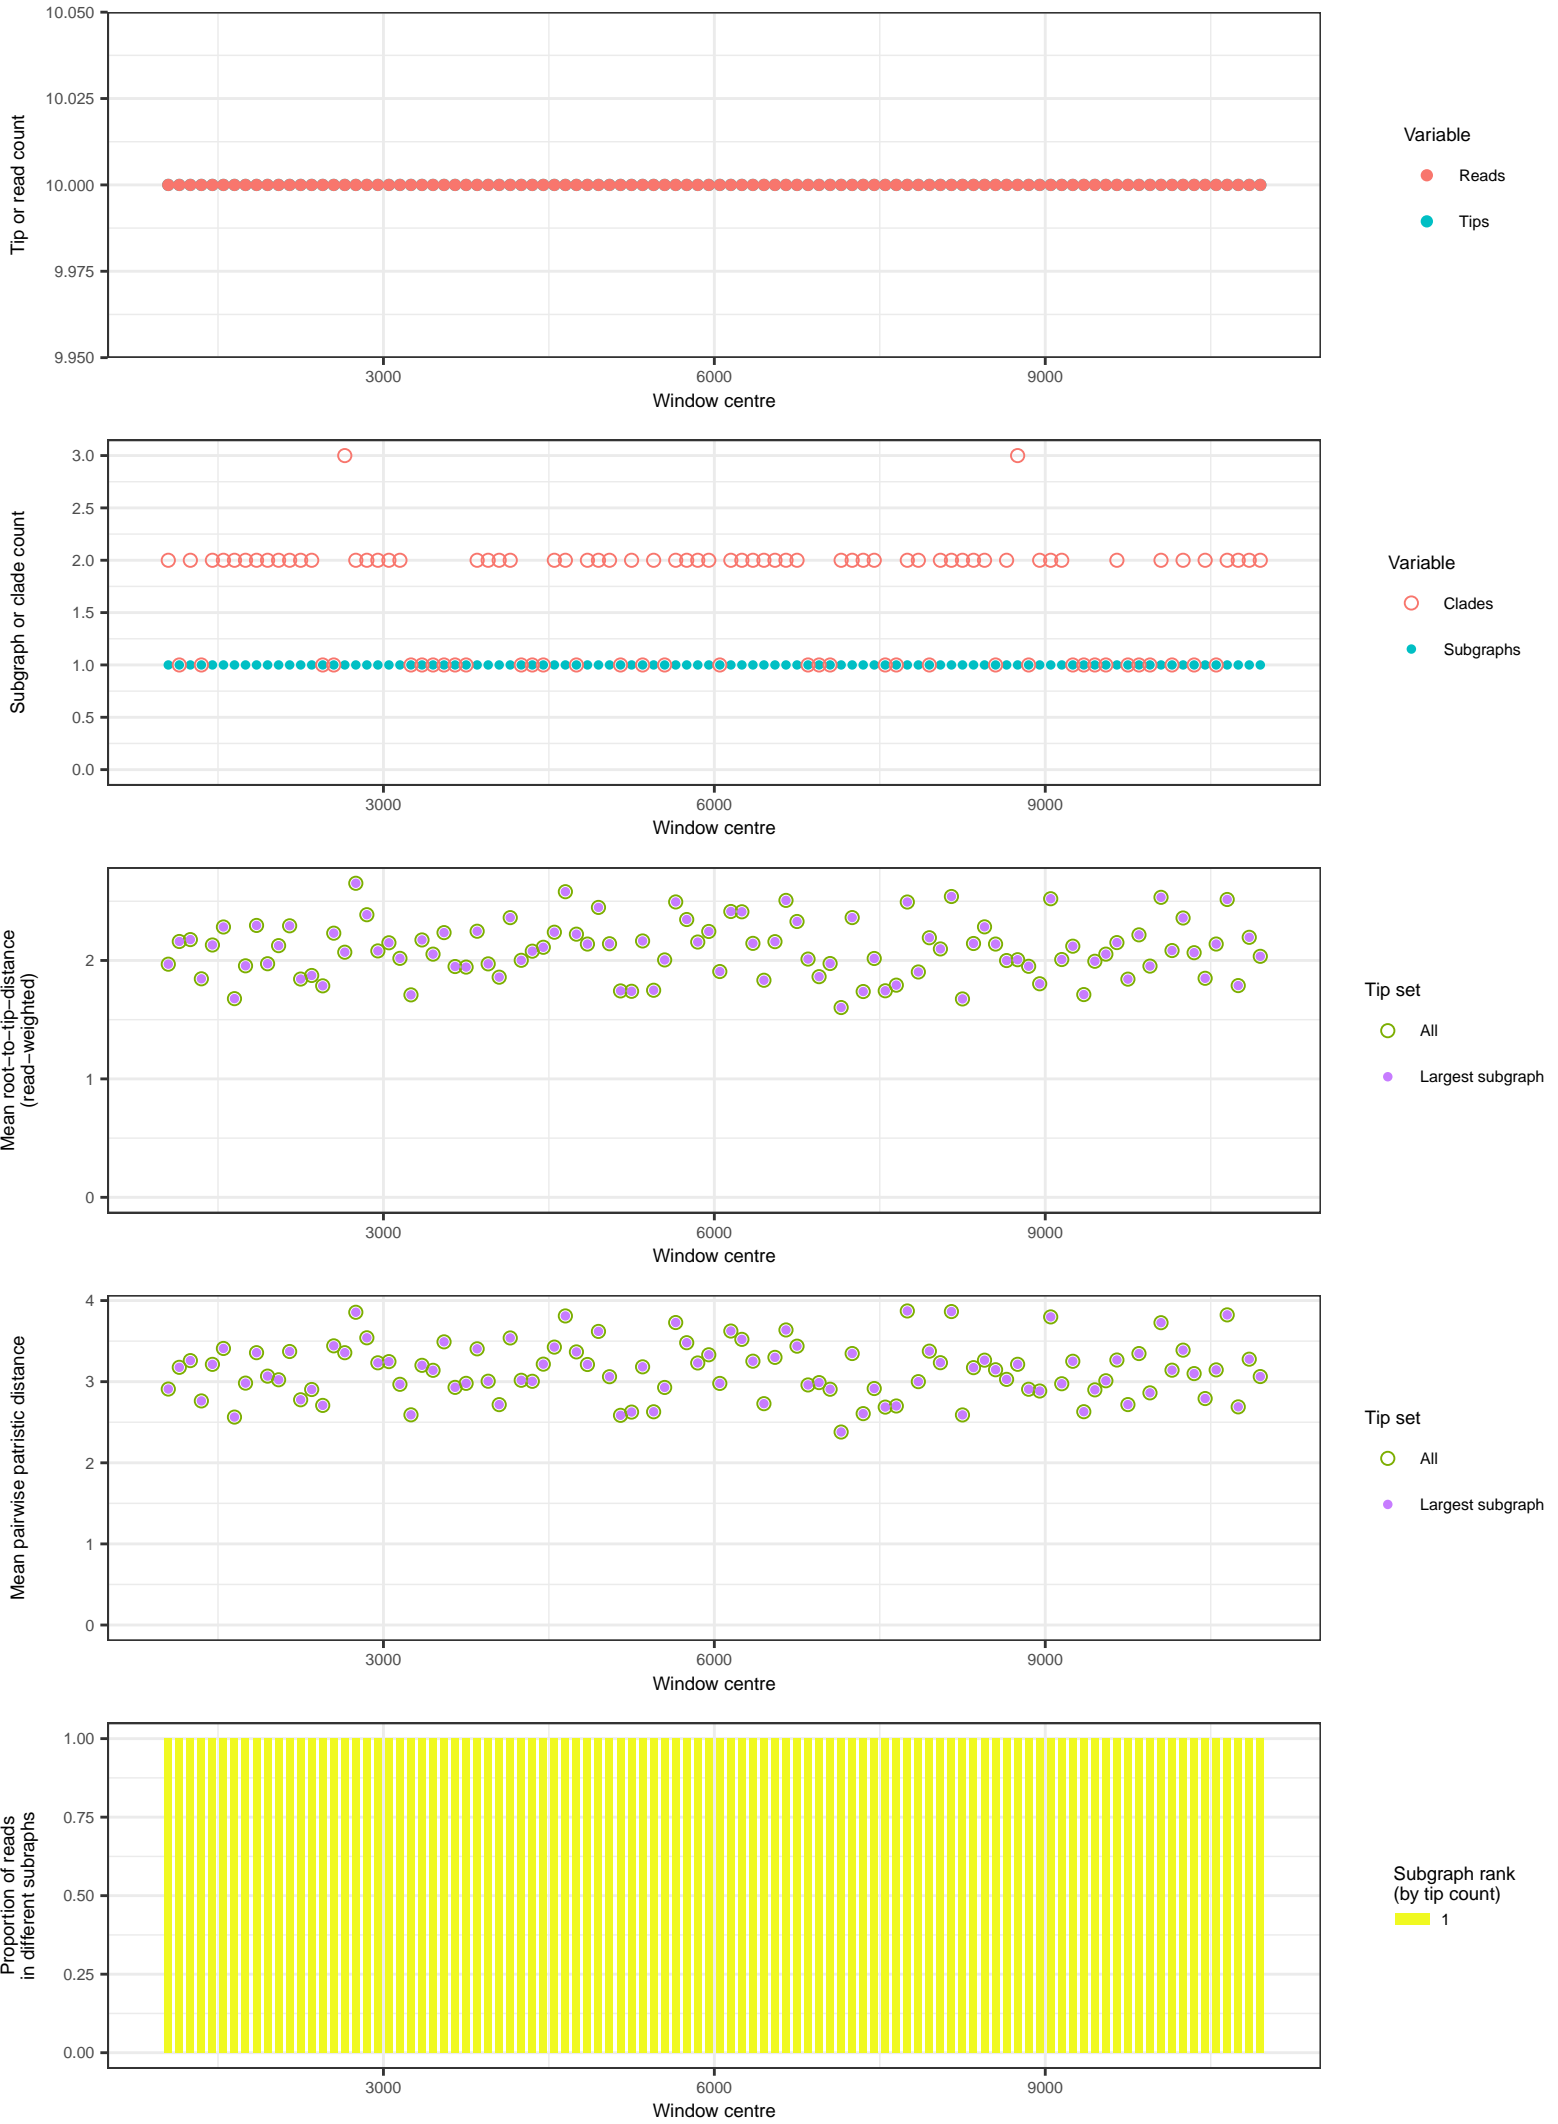 10.050
10.025
10.000
9.975
9.950
Tip or read count
3000 6000 9000
Window centre
Variable
Reads
Tips
3.0
2.5
2.0
1.5
1.0
0.5
0.0
Subgraph or clade count
3000 6000 9000
Window centre
Variable
Clades
Subgraphs
2
1
0
Mean root−to−tip−distance
(read−weighted)
3000 6000 9000
Window centre
Tip set
All
Largest subgraph
4
3
2
1
0
Mean pairwise patristic distance
3000 6000 9000
Window centre
Tip set
All
Largest subgraph
1.00
0.75
0.50
0.25
0.00
Proportion of reads
in different subraphs
3000 6000 9000
Window centre
Subgraph rank
(by tip count)
1